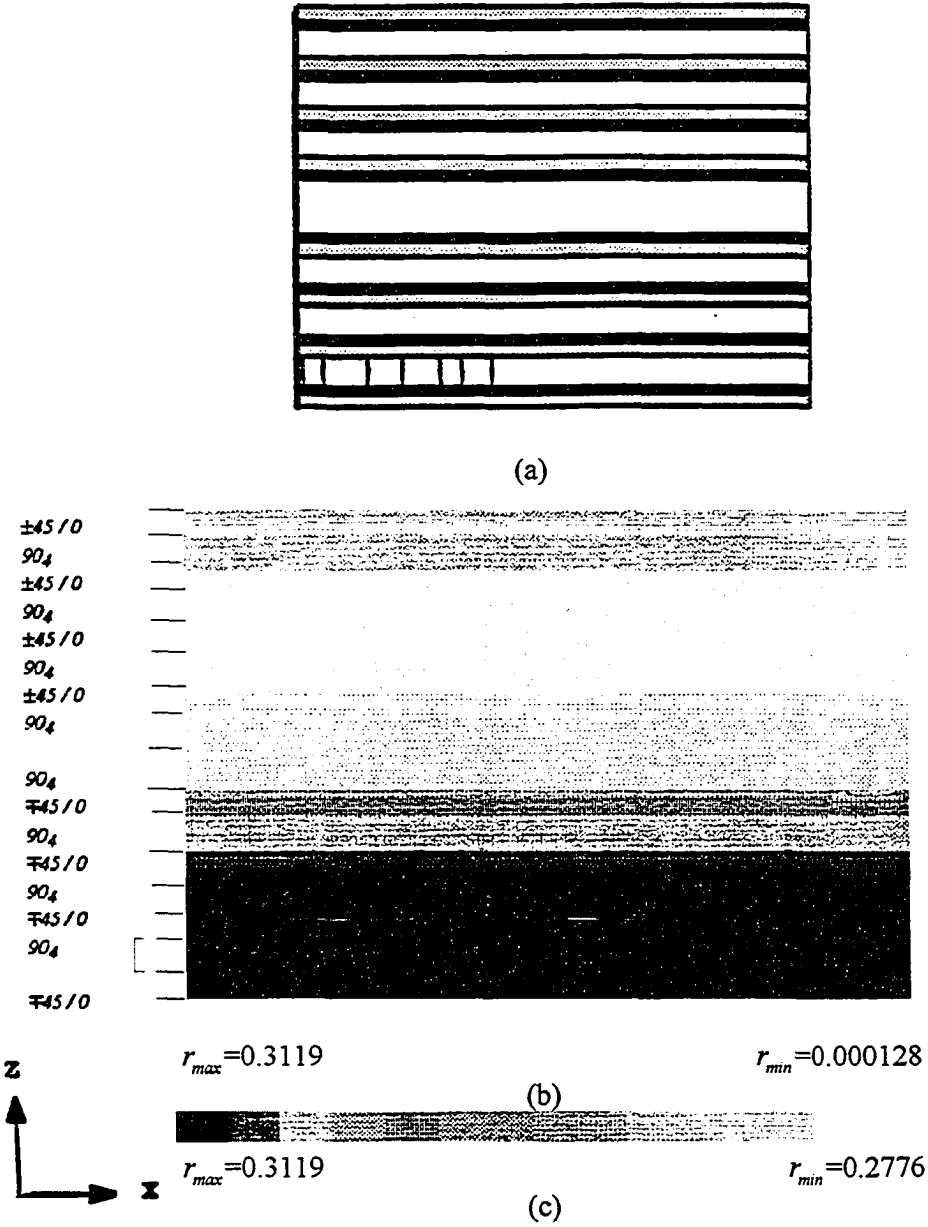 (a)
±45/0
90₄
±45/0
90₄
±45/0
90₄
±45/0
90₄
90₄
∓45/0
90₄
∓45/0
90₄
∓45/0
90₄
∓45/0
r_max=0.3119 r_min=0.000128
(b)
z
x
r_max=0.3119 r_min=0.2776
(c)